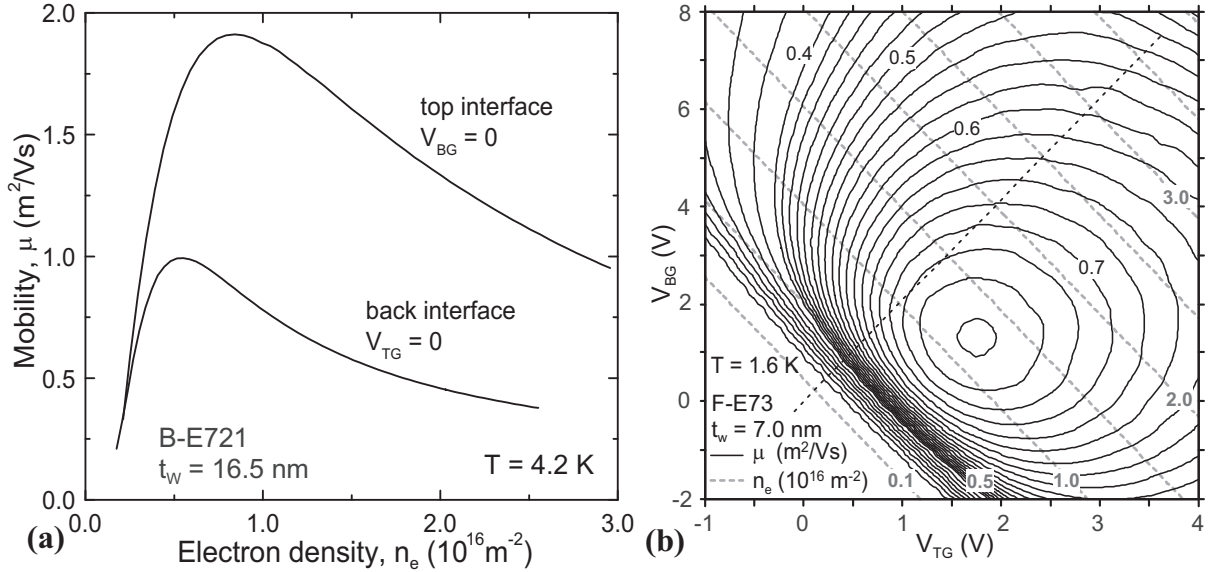 2.0
1.5
1.0
0.5
0.0
Mobility, μ (m²/Vs)
top interface
V_BG = 0
back interface
V_TG = 0
B-E721
t_W = 16.5 nm
T = 4.2 K
0.0 1.0 2.0 3.0
Electron density, n_e (10¹⁶m⁻²)
(a)
8
6
4
2
0
-2
V_BG (V)
0.4
0.5
0.6
0.7
3.0
2.0
T = 1.6 K
F-E73
t_w = 7.0 nm
μ (m²/Vs)
n_e (10¹⁶ m⁻²)
0.1 0.5 1.0
-1 0 1 2 3 4
V_TG (V)
(b)